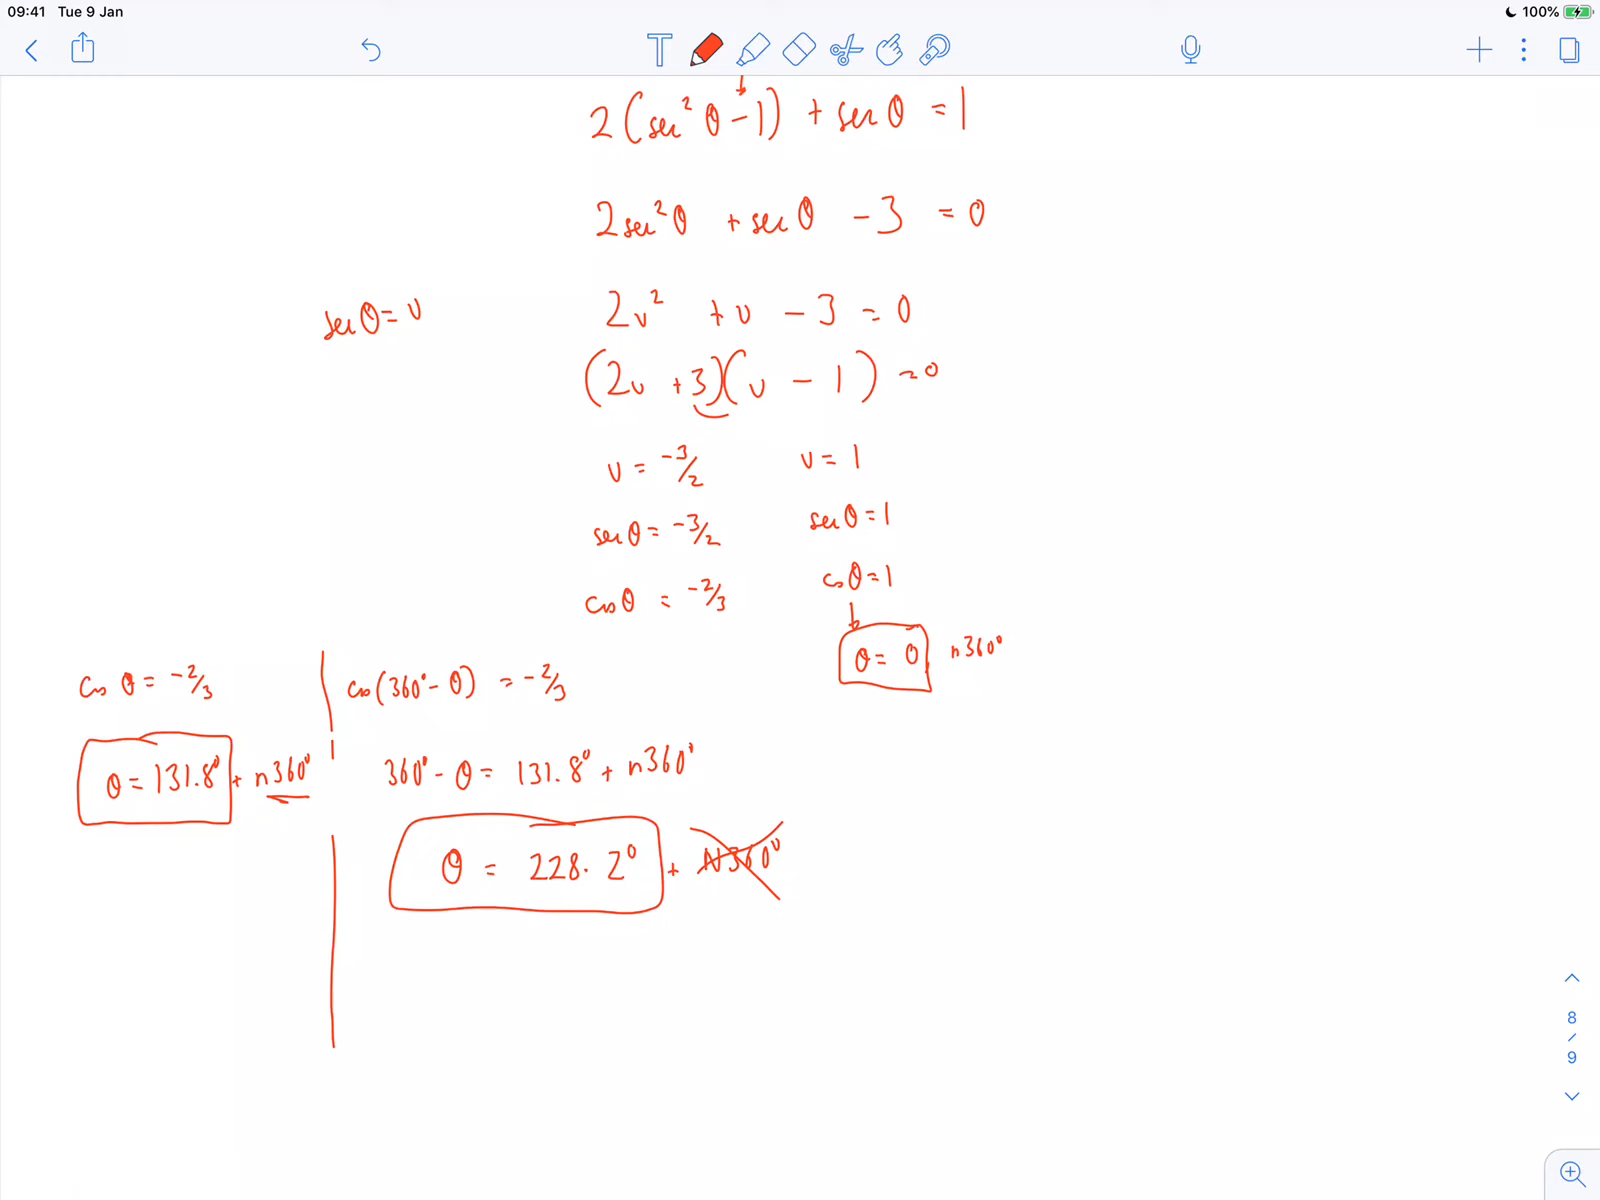 09:41 Tue 9 Jan
100%
2(sec²θ-1) + sec θ = 1
2sec²θ + sec θ - 3 = 0
sec θ = v
2v² + v - 3 = 0
(2v + 3)(v - 1) = 0
v = -3/2
v = 1
sec θ = -3/2
sec θ = 1
cos θ = -2/3
cos θ = 1
θ = 0 n360°
cos θ = -2/3
cos(360° - θ) = -2/3
θ = 131.8° + n360°
360° - θ = 131.8° + n360°
θ = 228.2° + N360°
8
/
9